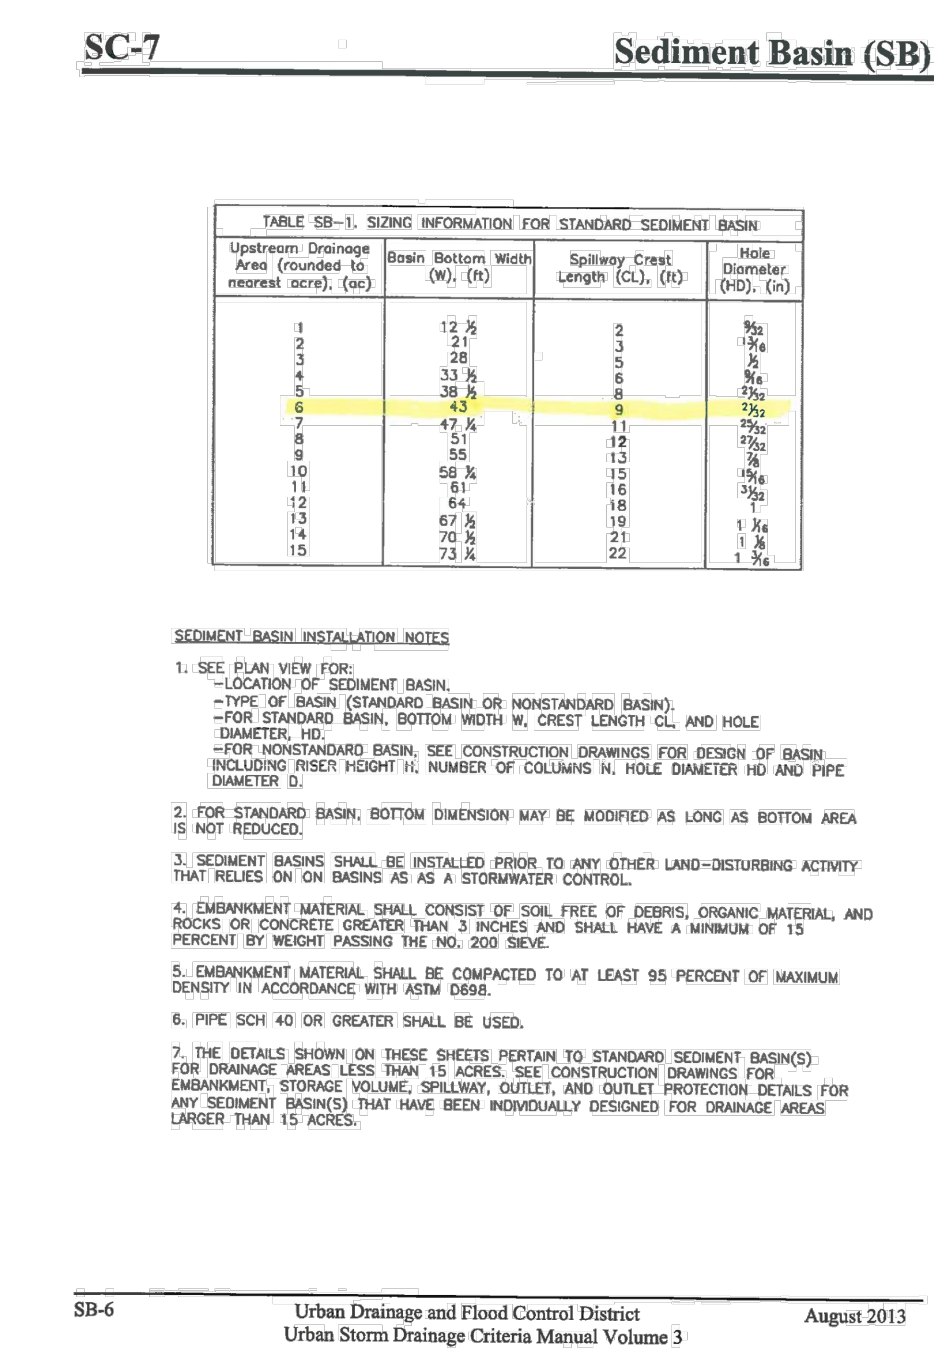 SC-7
Sediment Basin (SB)
TABLE SB-1. SIZING INFORMATION FOR STANDARD SEDIMENT BASIN
Upstream Drainage Area (rounded to nearest acre), (ac) | Basin Bottom Width (W), (ft) | Spillway Crest Length (CL), (ft) | Hole Diameter (HD), (in)
1 12 ½ 2 9/32
2 21 3 13/16
3 28 5 ½
4 33 ½ 6 9/16
5 38 ½ 8 21/32
6 43 9 21/32
7 47 ¼ 11 25/32
8 51 12 27/32
9 55 13 7/8
10 58 ¼ 15 15/16
11 61 16 31/32
12 64 18 1
13 67 ½ 19 1 1/16
14 70 ½ 21 1 1/8
15 73 ¼ 22 1 3/16
SEDIMENT BASIN INSTALLATION NOTES
1. SEE PLAN VIEW FOR:
-LOCATION OF SEDIMENT BASIN.
-TYPE OF BASIN (STANDARD BASIN OR NONSTANDARD BASIN).
-FOR STANDARD BASIN, BOTTOM WIDTH W, CREST LENGTH CL, AND HOLE
DIAMETER, HD.
-FOR NONSTANDARD BASIN, SEE CONSTRUCTION DRAWINGS FOR DESIGN OF BASIN
INCLUDING RISER HEIGHT H, NUMBER OF COLUMNS N, HOLE DIAMETER HD AND PIPE
DIAMETER D.
2. FOR STANDARD BASIN, BOTTOM DIMENSION MAY BE MODIFIED AS LONG AS BOTTOM AREA
IS NOT REDUCED.
3. SEDIMENT BASINS SHALL BE INSTALLED PRIOR TO ANY OTHER LAND-DISTURBING ACTIVITY
THAT RELIES ON ON BASINS AS AS A STORMWATER CONTROL.
4. EMBANKMENT MATERIAL SHALL CONSIST OF SOIL FREE OF DEBRIS, ORGANIC MATERIAL, AND
ROCKS OR CONCRETE GREATER THAN 3 INCHES AND SHALL HAVE A MINIMUM OF 15
PERCENT BY WEIGHT PASSING THE NO. 200 SIEVE.
5. EMBANKMENT MATERIAL SHALL BE COMPACTED TO AT LEAST 95 PERCENT OF MAXIMUM
DENSITY IN ACCORDANCE WITH ASTM D698.
6. PIPE SCH 40 OR GREATER SHALL BE USED.
7. THE DETAILS SHOWN ON THESE SHEETS PERTAIN TO STANDARD SEDIMENT BASIN(S)
FOR DRAINAGE AREAS LESS THAN 15 ACRES. SEE CONSTRUCTION DRAWINGS FOR
EMBANKMENT, STORAGE VOLUME, SPILLWAY, OUTLET, AND OUTLET PROTECTION DETAILS FOR
ANY SEDIMENT BASIN(S) THAT HAVE BEEN INDIVIDUALLY DESIGNED FOR DRAINAGE AREAS
LARGER THAN 15 ACRES.
SB-6
Urban Drainage and Flood Control District
August 2013
Urban Storm Drainage Criteria Manual Volume 3